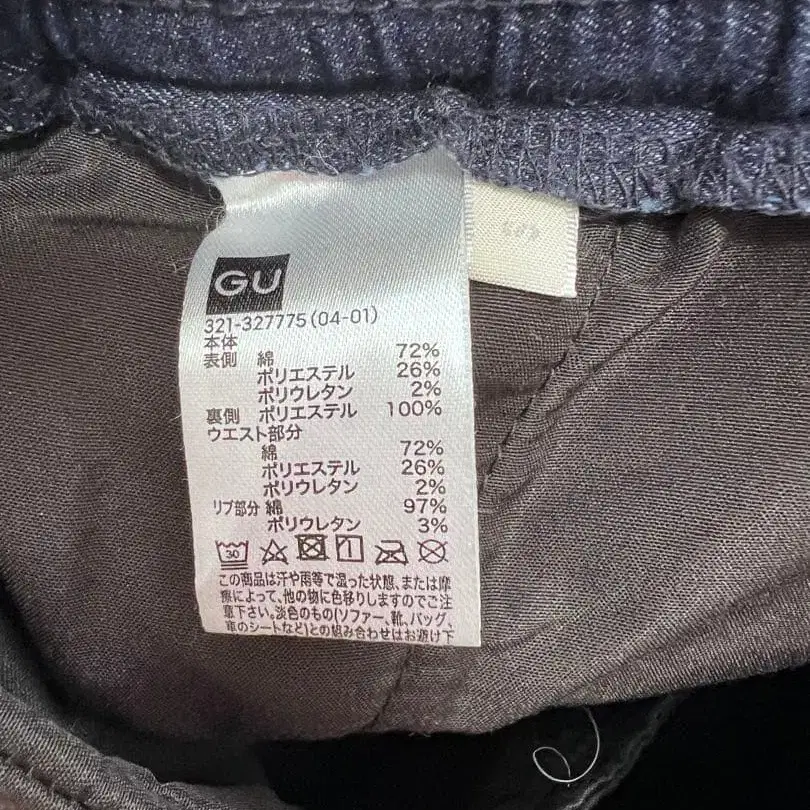 GU
321-327775(04-01)
本体
表側 綿 72%
ポリエステル 26%
ポリウレタン 2%
裏側 ポリエステル 100%
ウエスト部分
綿 72%
ポリエステル 26%
ポリウレタン 2%
リブ部分 綿 97%
ポリウレタン 3%
30
この商品は汗や雨等で湿った状態、または摩
擦によって、他の物に色移りしますのでご注
意下さい。淡色のもの(ソファー、靴、バッグ、
車のシートなど)との組み合わせはお避け下